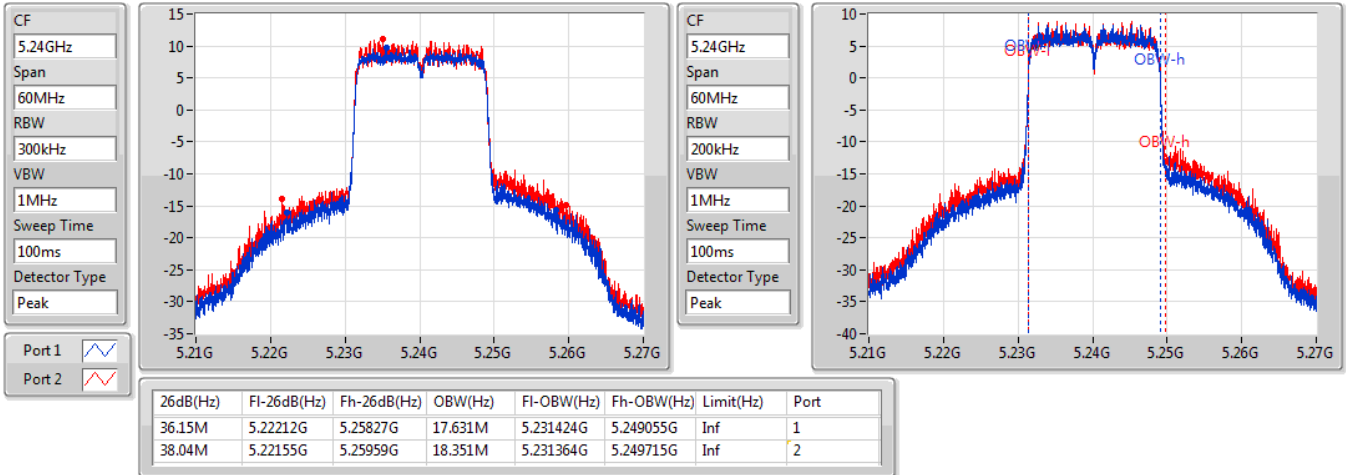 CF
5.24GHz
Span
60MHz
RBW
300kHz
VBW
1MHz
Sweep Time
100ms
Detector Type
Peak
Port 1
Port 2
15
10
5
0
-5
-10
-15
-20
-25
-30
-35
5.21G 5.22G 5.23G 5.24G 5.25G 5.26G 5.27G
CF
5.24GHz
Span
60MHz
RBW
200kHz
VBW
1MHz
Sweep Time
100ms
Detector Type
Peak
10
5
0
-5
-10
-15
-20
-25
-30
-35
-40
OBW-l
OBW-l
OBW-h
OBW-h
5.21G 5.22G 5.23G 5.24G 5.25G 5.26G 5.27G
26dB(Hz) Fl-26dB(Hz) Fh-26dB(Hz) OBW(Hz) Fl-OBW(Hz) Fh-OBW(Hz) Limit(Hz) Port
36.15M 5.22212G 5.25827G 17.631M 5.231424G 5.249055G Inf 1
38.04M 5.22155G 5.25959G 18.351M 5.231364G 5.249715G Inf 2